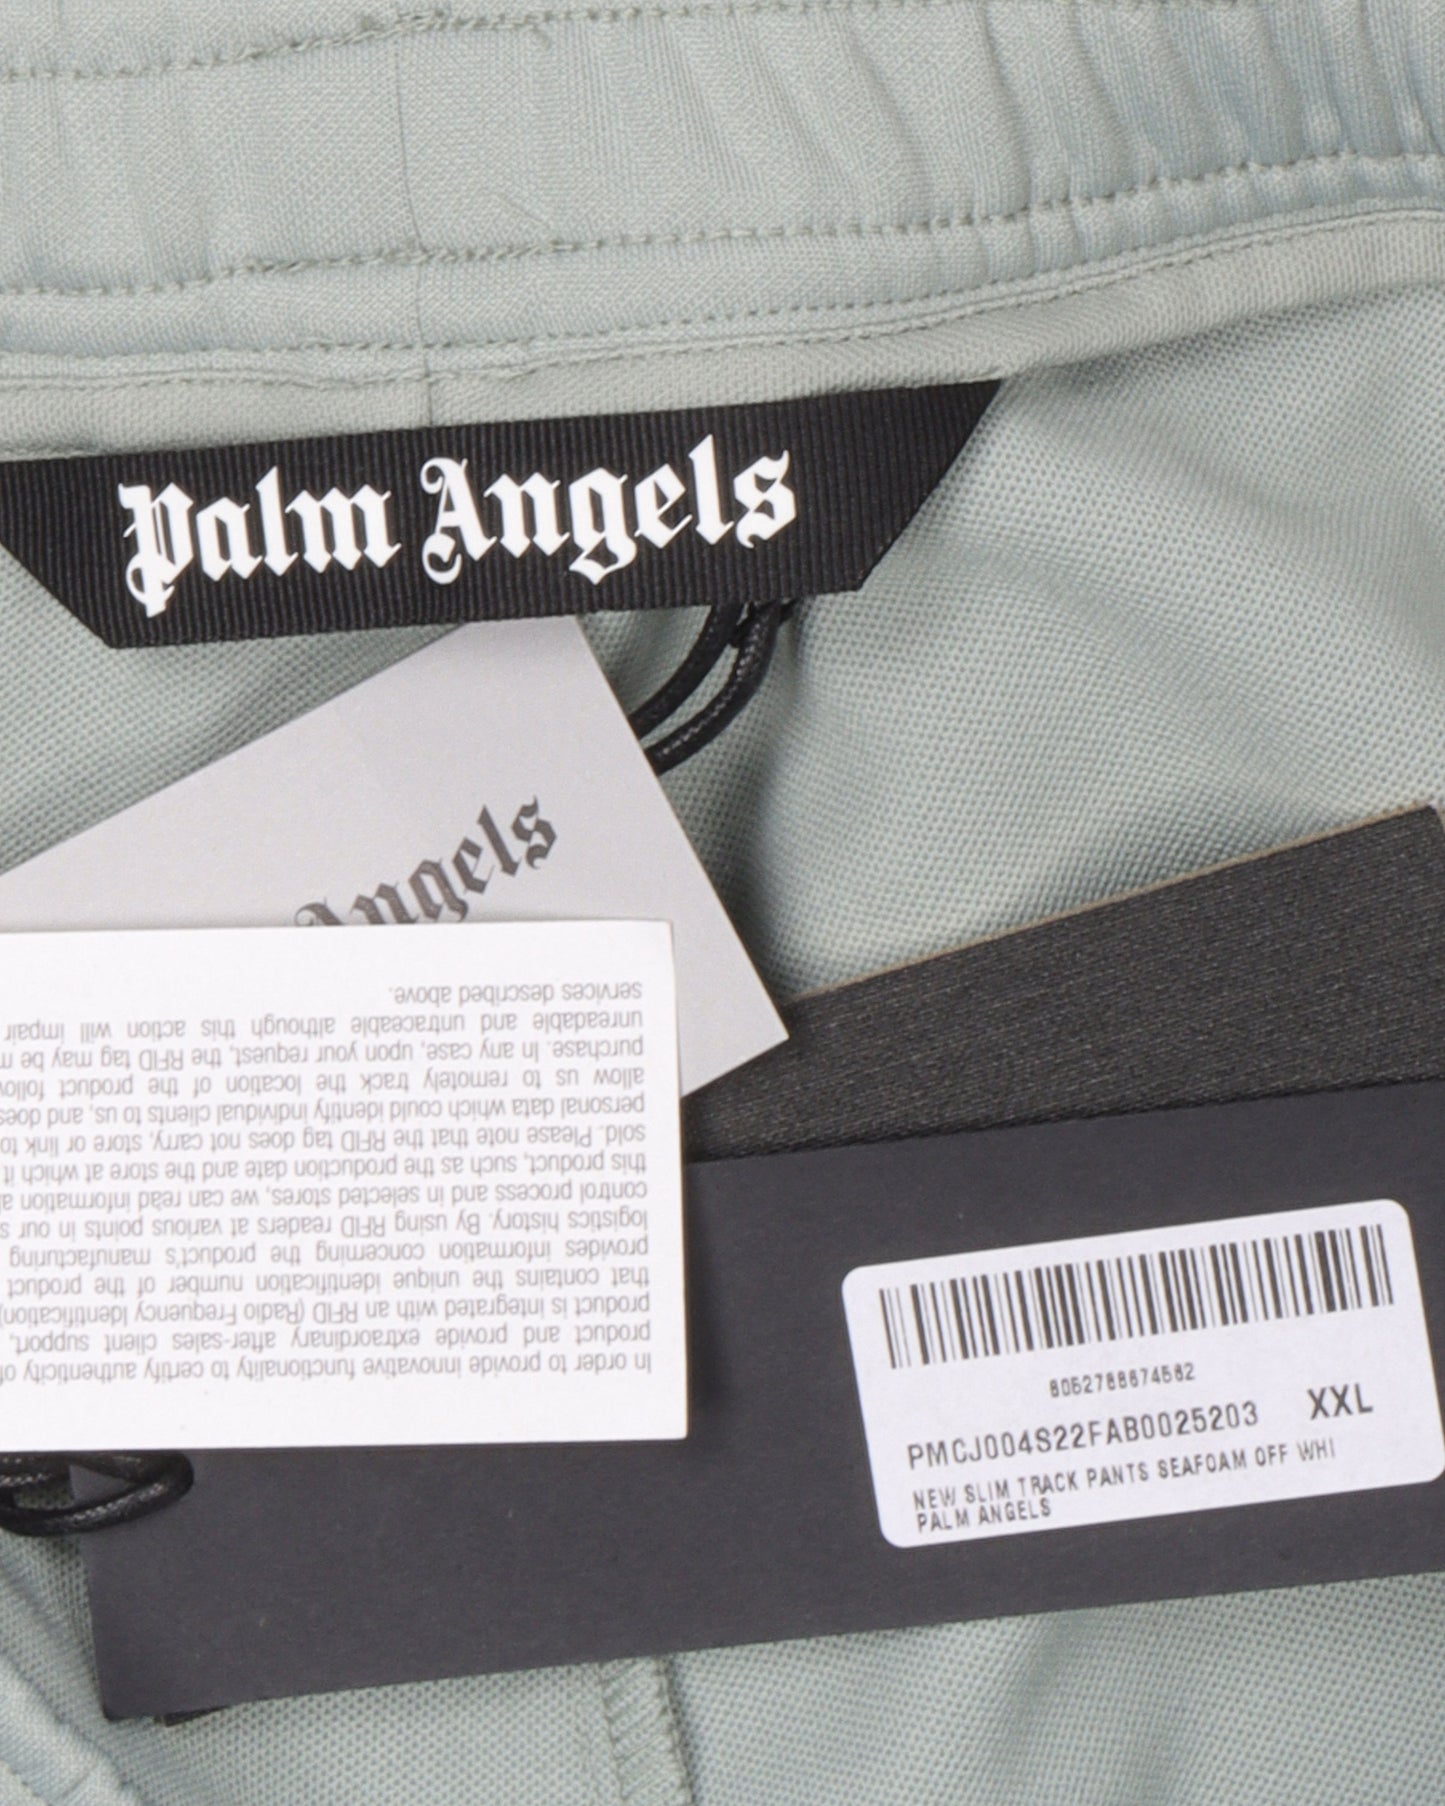 Palm Angels
Angels
In order to provide innovative functionality to certify authenticity of
product and provide extraordinary after-sales client support,
product is integrated with an RFID (Radio Frequency Identification)
that contains the unique identification number of the product
provides information concerning the product's manufacturing
logistics history. By using RFID readers at various points in our
control process and in selected stores, we can read information
this product, such as the production date and the store at which
sold. Please note that the RFID tag does not carry, store or link to
personal data which could identify individual clients to us, and does
allow us to remotely track the location of the product
purchase. In any case, upon your request, the RFID tag may be
unreadable and untraceable although this action will impair
services described above.
8052788674582
PMCJ004S22FAB0025203 XXL
NEW SLIM TRACK PANTS SEAFOAM OFF WHI
PALM ANGELS